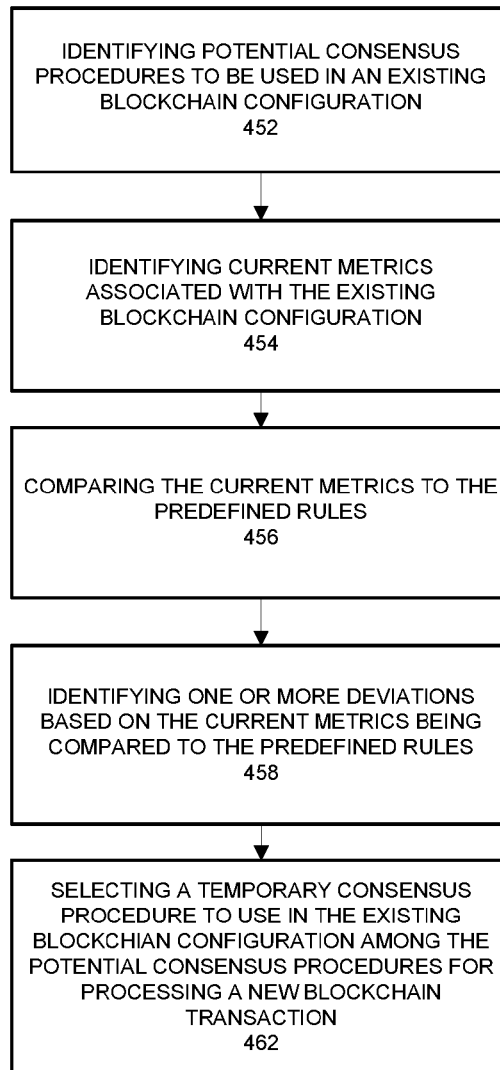 IDENTIFYING POTENTIAL CONSENSUS
PROCEDURES TO BE USED IN AN EXISTING
BLOCKCHAIN CONFIGURATION
452
IDENTIFYING CURRENT METRICS
ASSOCIATED WITH THE EXISTING
BLOCKCHAIN CONFIGURATION
454
COMPARING THE CURRENT METRICS TO THE
PREDEFINED RULES
456
IDENTIFYING ONE OR MORE DEVIATIONS
BASED ON THE CURRENT METRICS BEING
COMPARED TO THE PREDEFINED RULES
458
SELECTING A TEMPORARY CONSENSUS
PROCEDURE TO USE IN THE EXISTING
BLOCKCHIAN CONFIGURATION AMONG THE
POTENTIAL CONSENSUS PROCEDURES FOR
PROCESSING A NEW BLOCKCHAIN
TRANSACTION
462